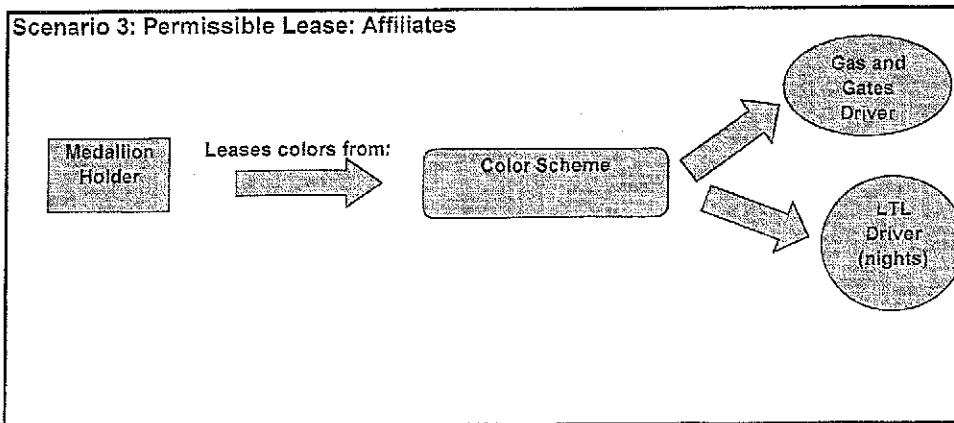 Scenario 3: Permissible Lease: Affiliates
Gas and
Gates
Driver
Medallion
Holder
Leases colors from:
Color Scheme
LTL
Driver
(nights)